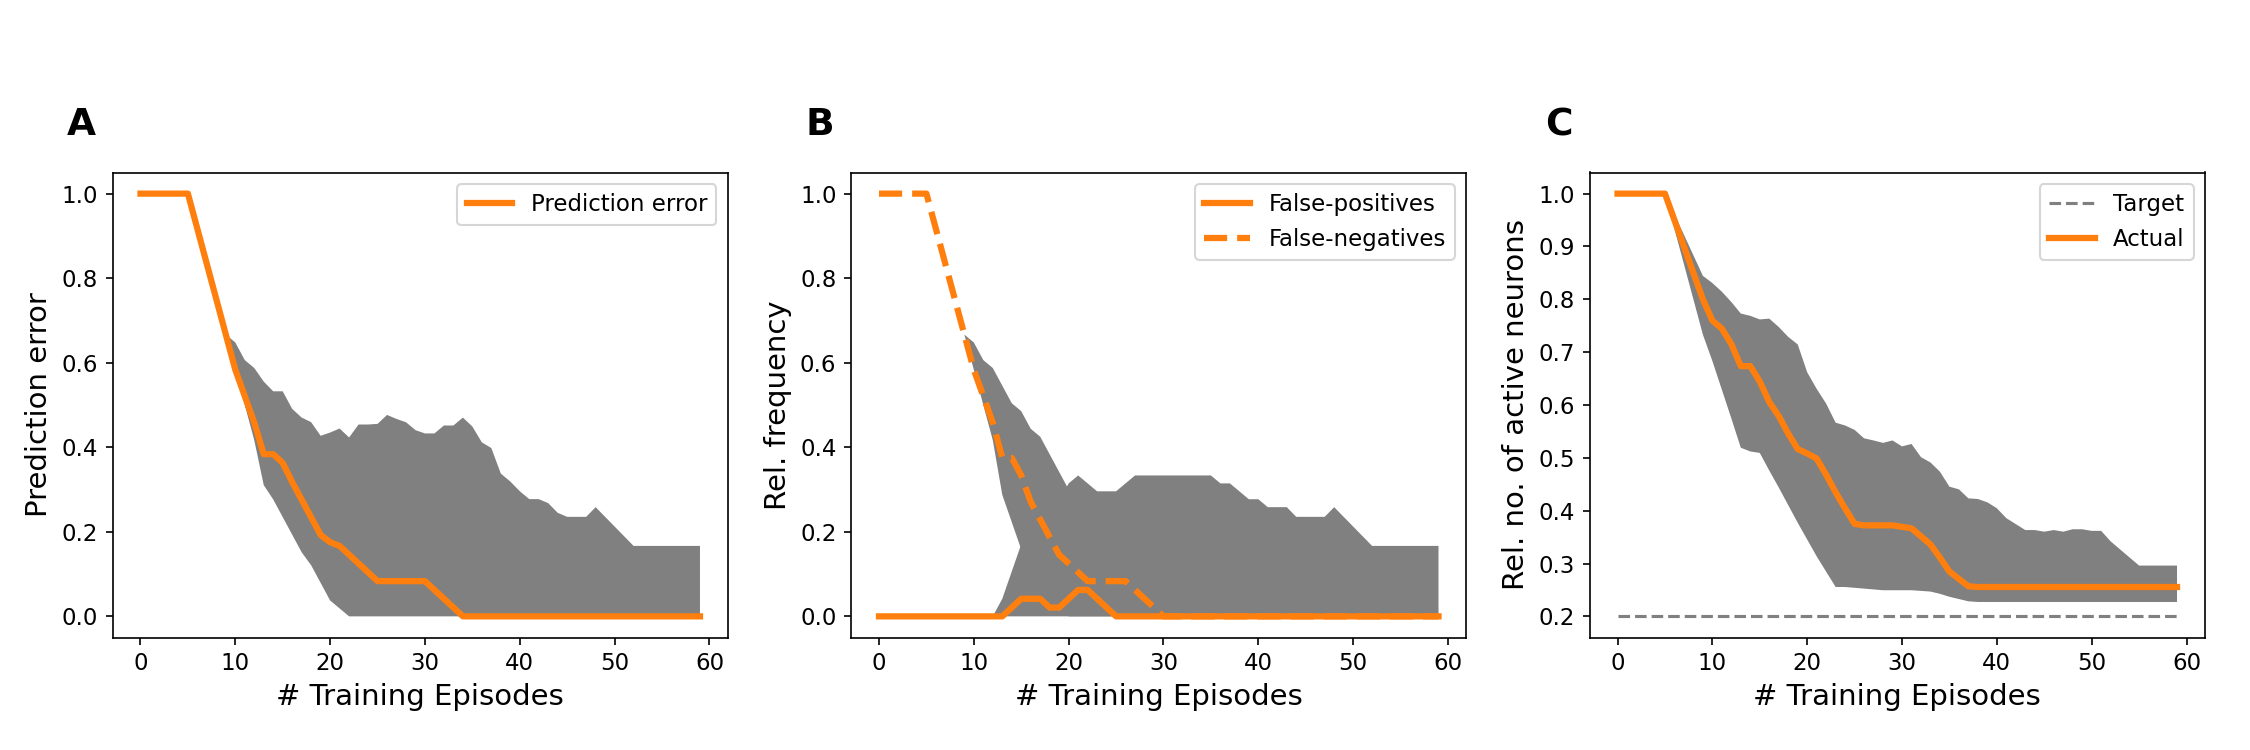 A
Prediction error
1.0
0.8
0.6
0.4
0.2
0.0
Prediction error
0 10 20 30 40 50 60
# Training Episodes
B
Rel. frequency
1.0
0.8
0.6
0.4
0.2
0.0
False-positives
False-negatives
0 10 20 30 40 50 60
# Training Episodes
C
Rel. no. of active neurons
1.0
0.9
0.8
0.7
0.6
0.5
0.4
0.3
0.2
Target
Actual
0 10 20 30 40 50 60
# Training Episodes